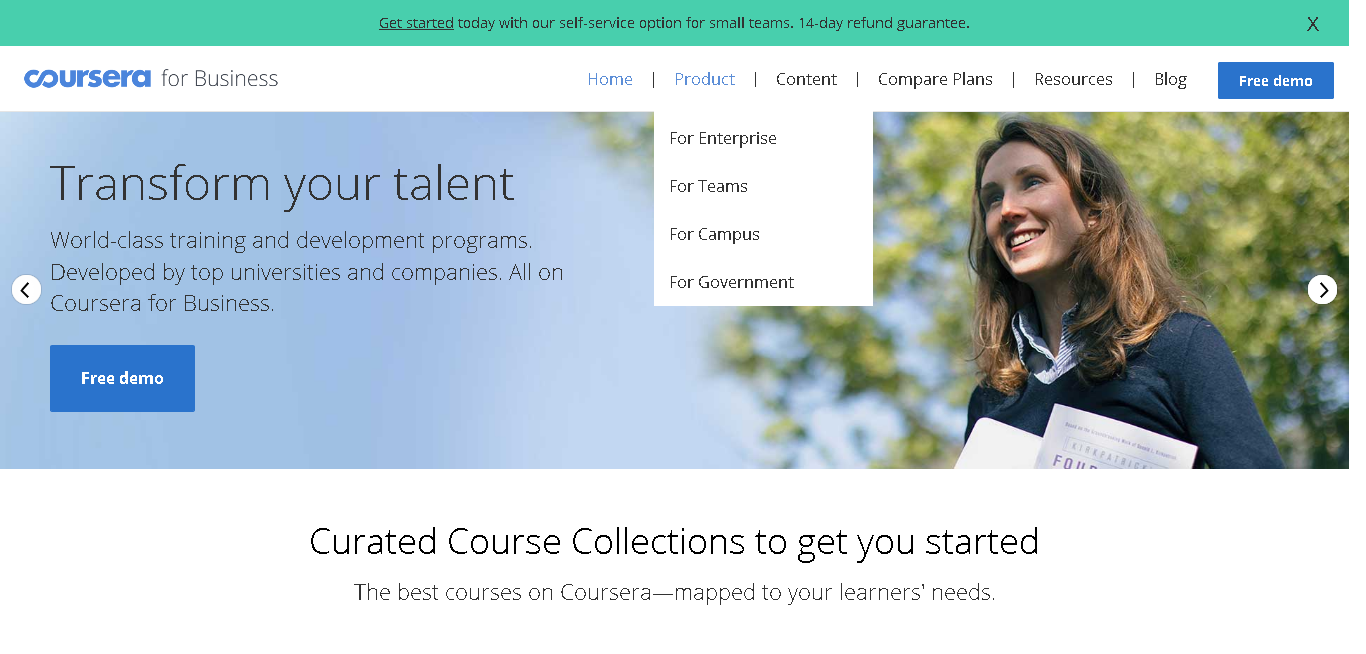 Get started today with our self-service option for small teams. 14-day refund guarantee.
X
coursera for Business
Home | Product | Content | Compare Plans | Resources | Blog
Free demo
For Enterprise
For Teams
For Campus
For Government
Transform your talent
World-class training and development programs.
Developed by top universities and companies. All on
Coursera for Business.
Free demo
KIRKPATRICK
FOUR
Curated Course Collections to get you started
The best courses on Coursera—mapped to your learners' needs.